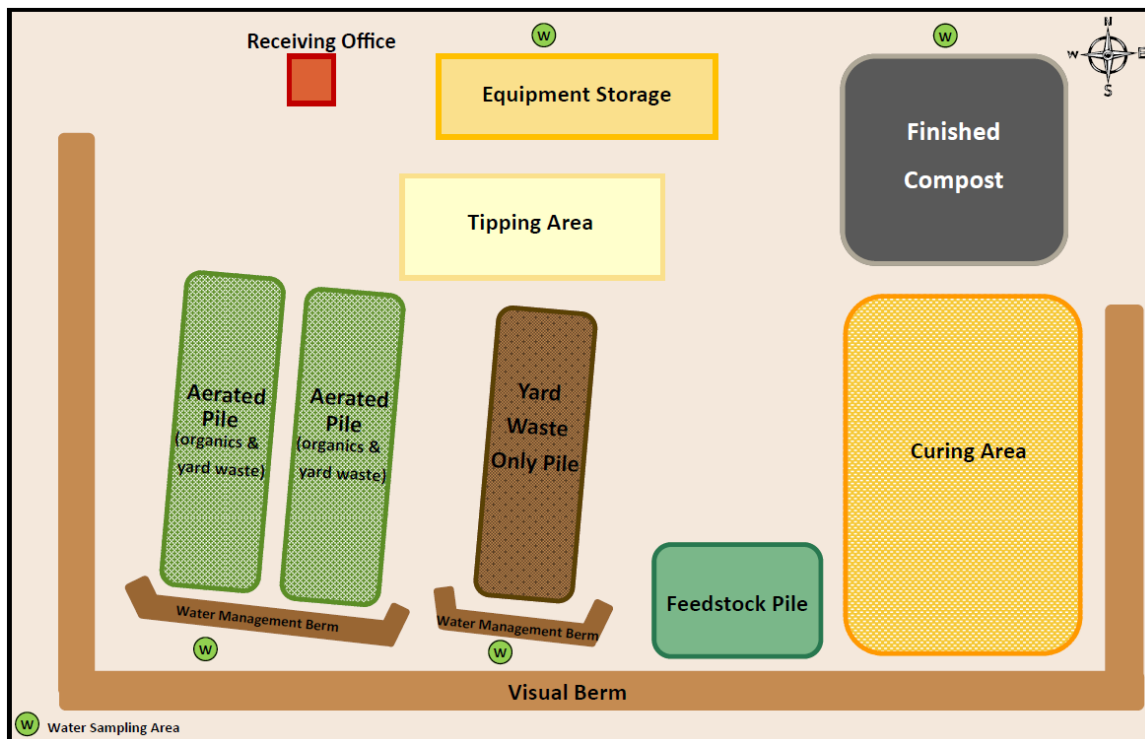 W
W
N
W
E
S
Receiving Office
Equipment Storage
Finished
Compost
Tipping Area
Aerated
Pile
(organics &
yard waste)
Aerated
Pile
(organics &
yard waste)
Yard
Waste
Only Pile
Curing Area
Feedstock Pile
Water Management Berm
Water Management Berm
W
W
Visual Berm
W Water Sampling Area